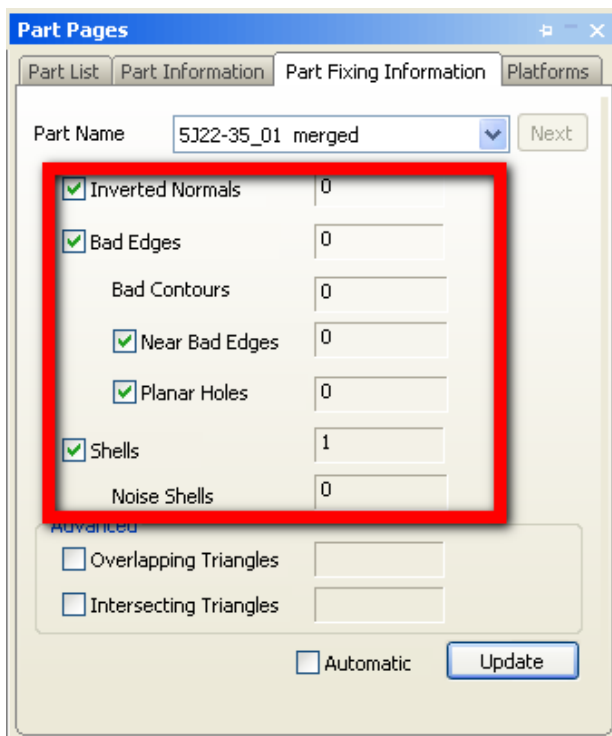 Part Pages
Part List Part Information Part Fixing Information Platforms
Part Name 5J22-35_01 merged Next
Inverted Normals 0
Bad Edges 0
Bad Contours 0
Near Bad Edges 0
Planar Holes 0
Shells 1
Noise Shells 0
Advanced
Overlapping Triangles
Intersecting Triangles
Automatic Update